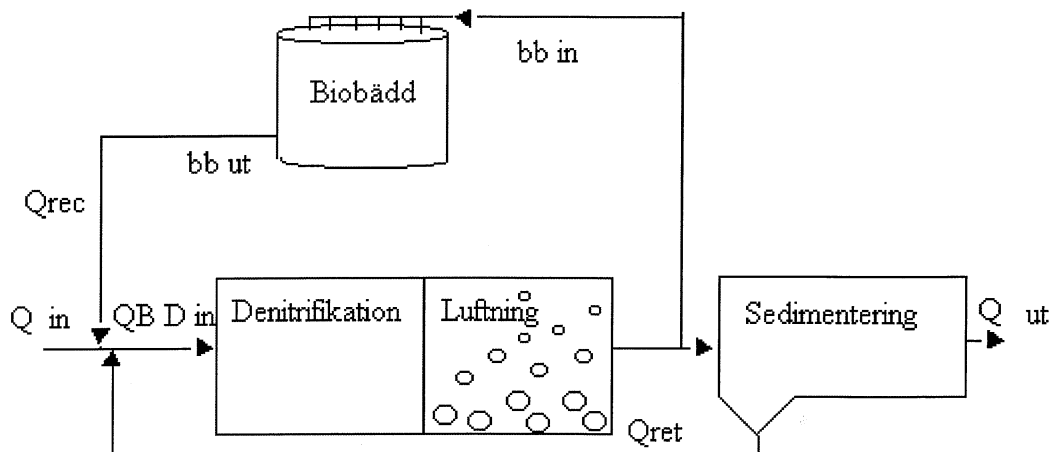 bb in
Biobädd
bb ut
Qrec
Q in
QB D in
Denitrifikation
Luftning
Sedimentering
Q ut
Qret